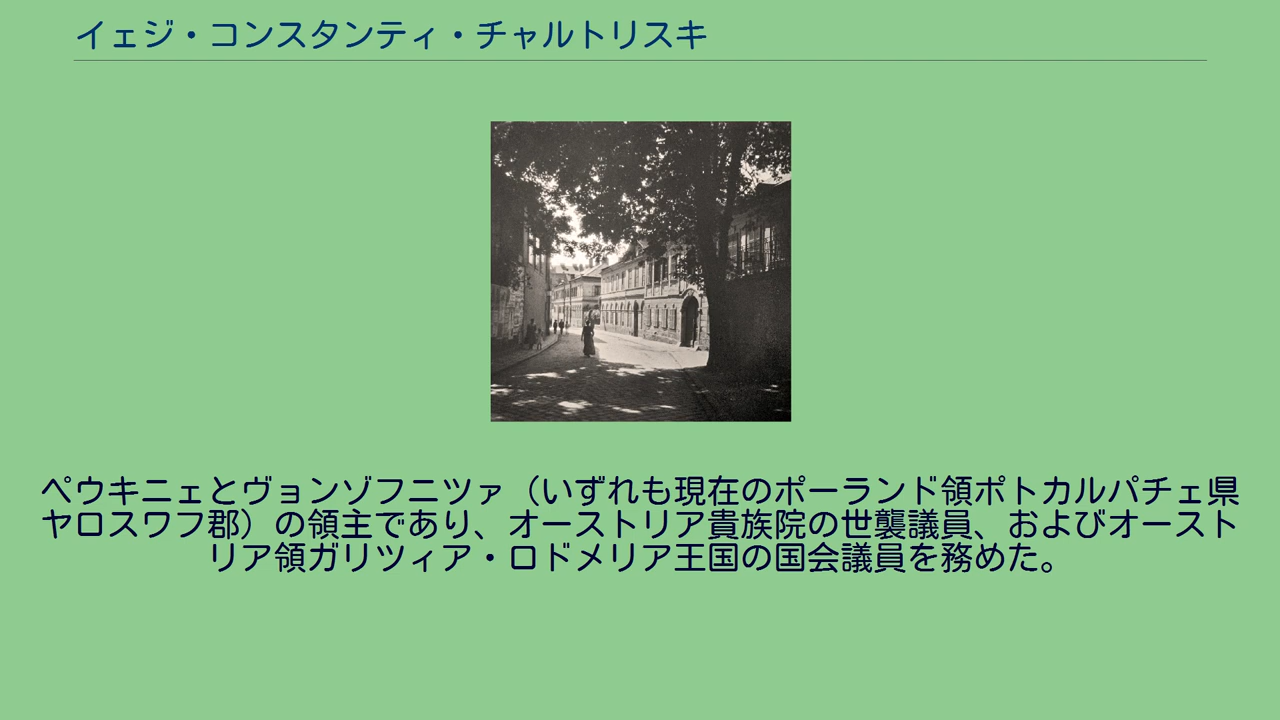 イェジ・コンスタンティ・チャルトリスキ
ペウキニェとヴョンゾフニツァ（いずれも現在のポーランド領ポトカルパチェ県
ヤロスワフ郡）の領主であり、オーストリア貴族院の世襲議員、およびオースト
リア領ガリツィア・ロドメリア王国の国会議員を務めた。